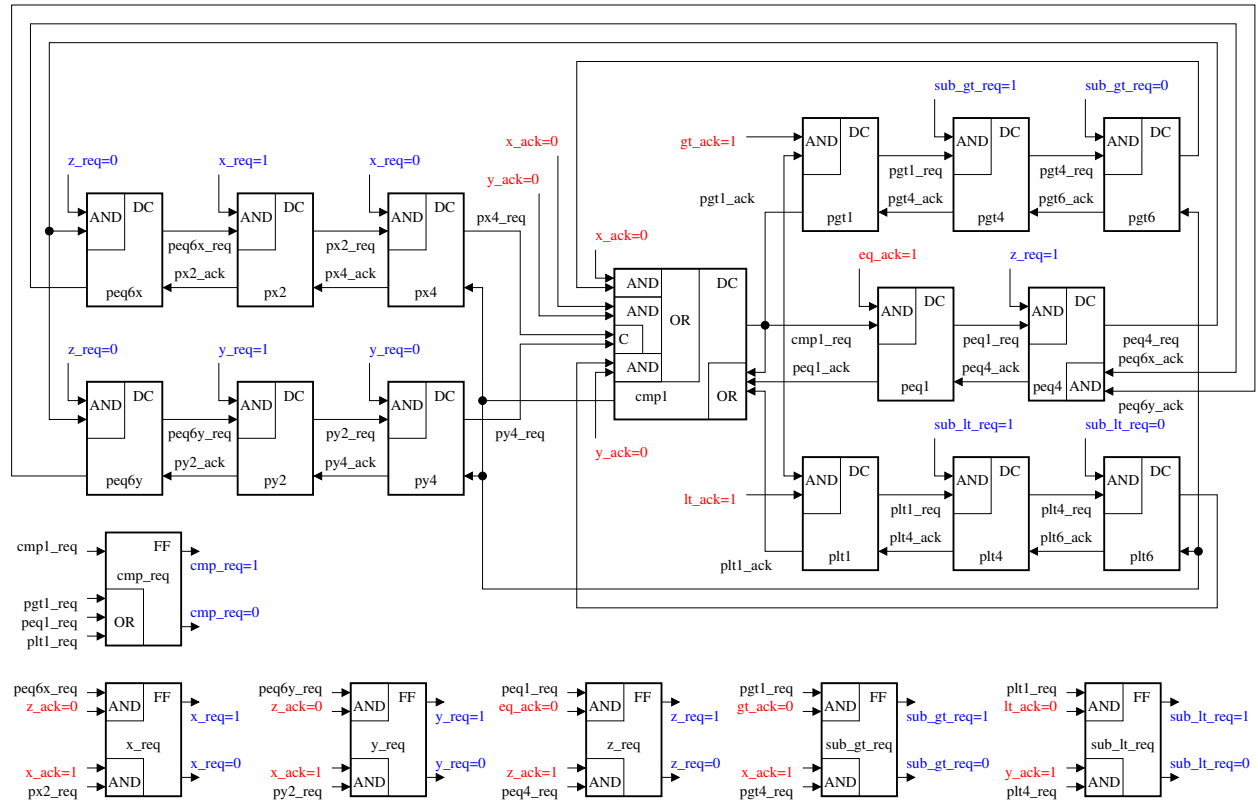 sub_gt_req=1
sub_gt_req=0
AND
DC
AND
DC
AND
DC
x_ack=0
gt_ack=1
pgt1_req
pgt4_req
z_req=0
x_req=1
x_req=0
y_ack=0
pgt1_ack
pgt4_ack
pgt6_ack
pgt1
pgt4
pgt6
AND
DC
AND
DC
AND
DC
px4_req
x_ack=0
peq6x_req
px2_req
eq_ack=1
z_req=1
px2_ack
px4_ack
peq6x
px2
px4
AND
DC
AND
OR
C
AND
OR
cmp1
AND
DC
AND
DC
cmp1_req
peq1_req
peq4_req
peq1_ack
peq4_ack
peq6x_ack
peq1
peq4
AND
peq6y_ack
z_req=0
y_req=1
y_req=0
AND
DC
AND
DC
AND
DC
py4_req
y_ack=0
peq6y_req
py2_req
py2_ack
py4_ack
peq6y
py2
py4
sub_lt_req=1
sub_lt_req=0
AND
DC
AND
DC
AND
DC
lt_ack=1
plt1_req
plt4_req
plt1_ack
plt4_ack
plt6_ack
plt1
plt4
plt6
cmp1_req
FF
cmp_req=1
cmp_req
pgt1_req
peq1_req
plt1_req
OR
cmp_req=0
peq6x_req
z_ack=0
AND
FF
x_req=1
x_req
x_ack=1
px2_req
AND
x_req=0
peq6y_req
z_ack=0
AND
FF
y_req=1
y_req
x_ack=1
py2_req
AND
y_req=0
peq1_req
eq_ack=0
AND
FF
z_req=1
z_req
z_ack=1
peq4_req
AND
z_req=0
pgt1_req
gt_ack=0
AND
FF
sub_gt_req=1
sub_gt_req
x_ack=1
pgt4_req
AND
sub_gt_req=0
plt1_req
lt_ack=0
AND
FF
sub_lt_req=1
sub_lt_req
y_ack=1
plt4_req
AND
sub_lt_req=0